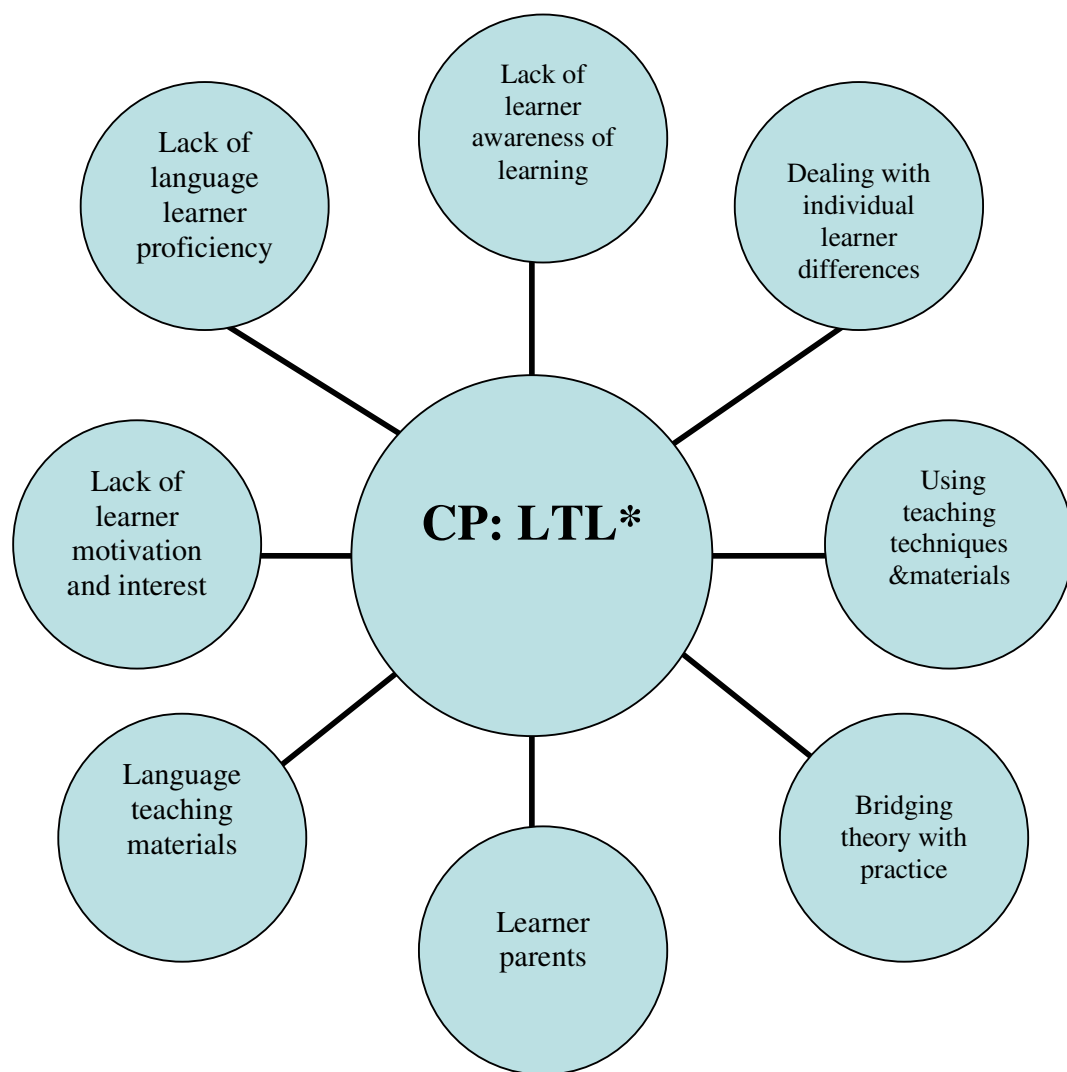 Lack of
learner
awareness of
learning
Lack of
language
learner
proficiency
Dealing with
individual
learner
differences
Lack of
learner
motivation
and interest
CP: LTL*
Using
teaching
techniques
&materials
Language
teaching
materials
Bridging
theory with
practice
Learner
parents